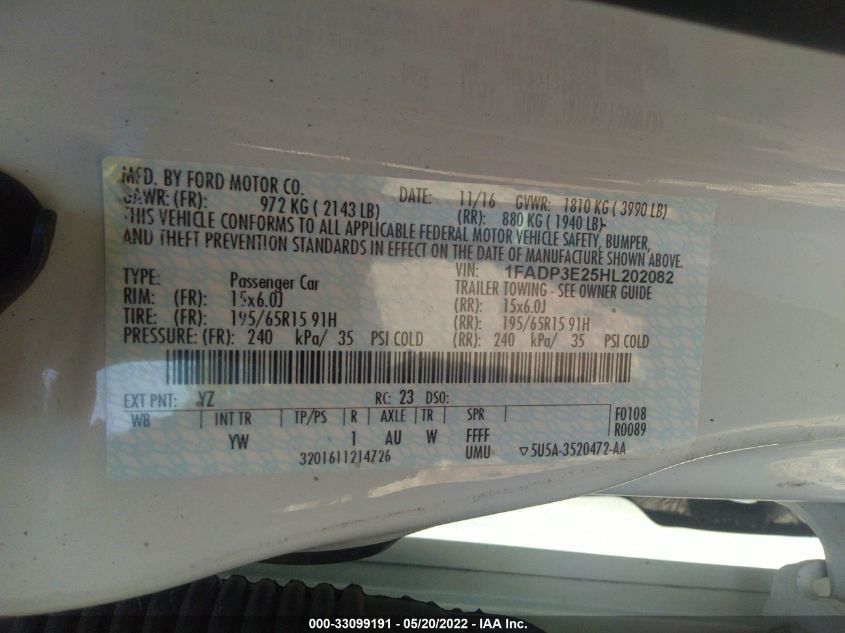 MFD. BY FORD MOTOR CO.
DATE: 11/16 GVWR: 1810 KG ( 3990 LB)
GAWR: (FR): 972 KG ( 2143 LB) (RR): 880 KG ( 1940 LB)
THIS VEHICLE CONFORMS TO ALL APPLICABLE FEDERAL MOTOR VEHICLE SAFETY, BUMPER,
AND THEFT PREVENTION STANDARDS IN EFFECT ON THE DATE OF MANUFACTURE SHOWN ABOVE.
VIN: 1FADP3E25HL202082
TYPE: Passenger Car TRAILER TOWING - SEE OWNER GUIDE
RIM: (FR): 15x6.0J (RR): 15x6.0J
TIRE: (FR): 195/65R15 91H (RR): 195/65R15 91H
PRESSURE: (FR): 240 kPa/ 35 PSI COLD (RR): 240 kPa/ 35 PSI COLD
EXT PNT: YZ RC: 23 DSO:
WB INT TR TP/PS R AXLE TR SPR F0108
YW 1 AU W FFFF R0089
3201611214726 UMU ▽5U5A-3520472-AA
000-33099191 - 05/20/2022 - IAA Inc.